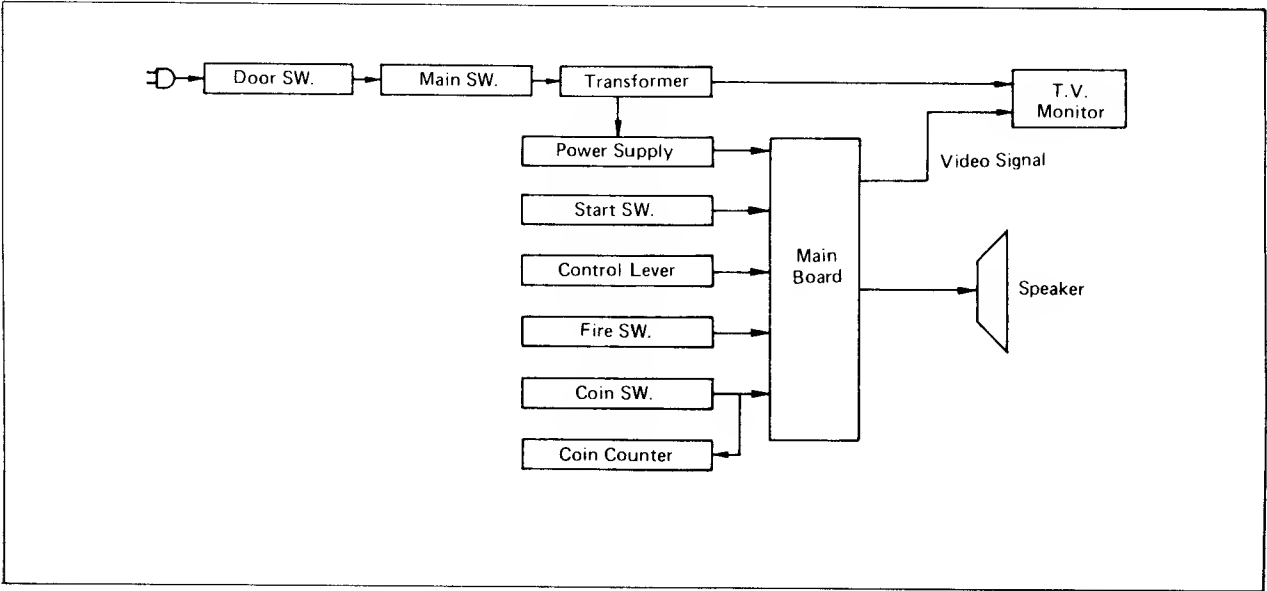 Door SW.
Main SW.
Transformer
T.V.
Monitor
Power Supply
Video Signal
Start SW.
Main
Board
Control Lever
Speaker
Fire SW.
Coin SW.
Coin Counter